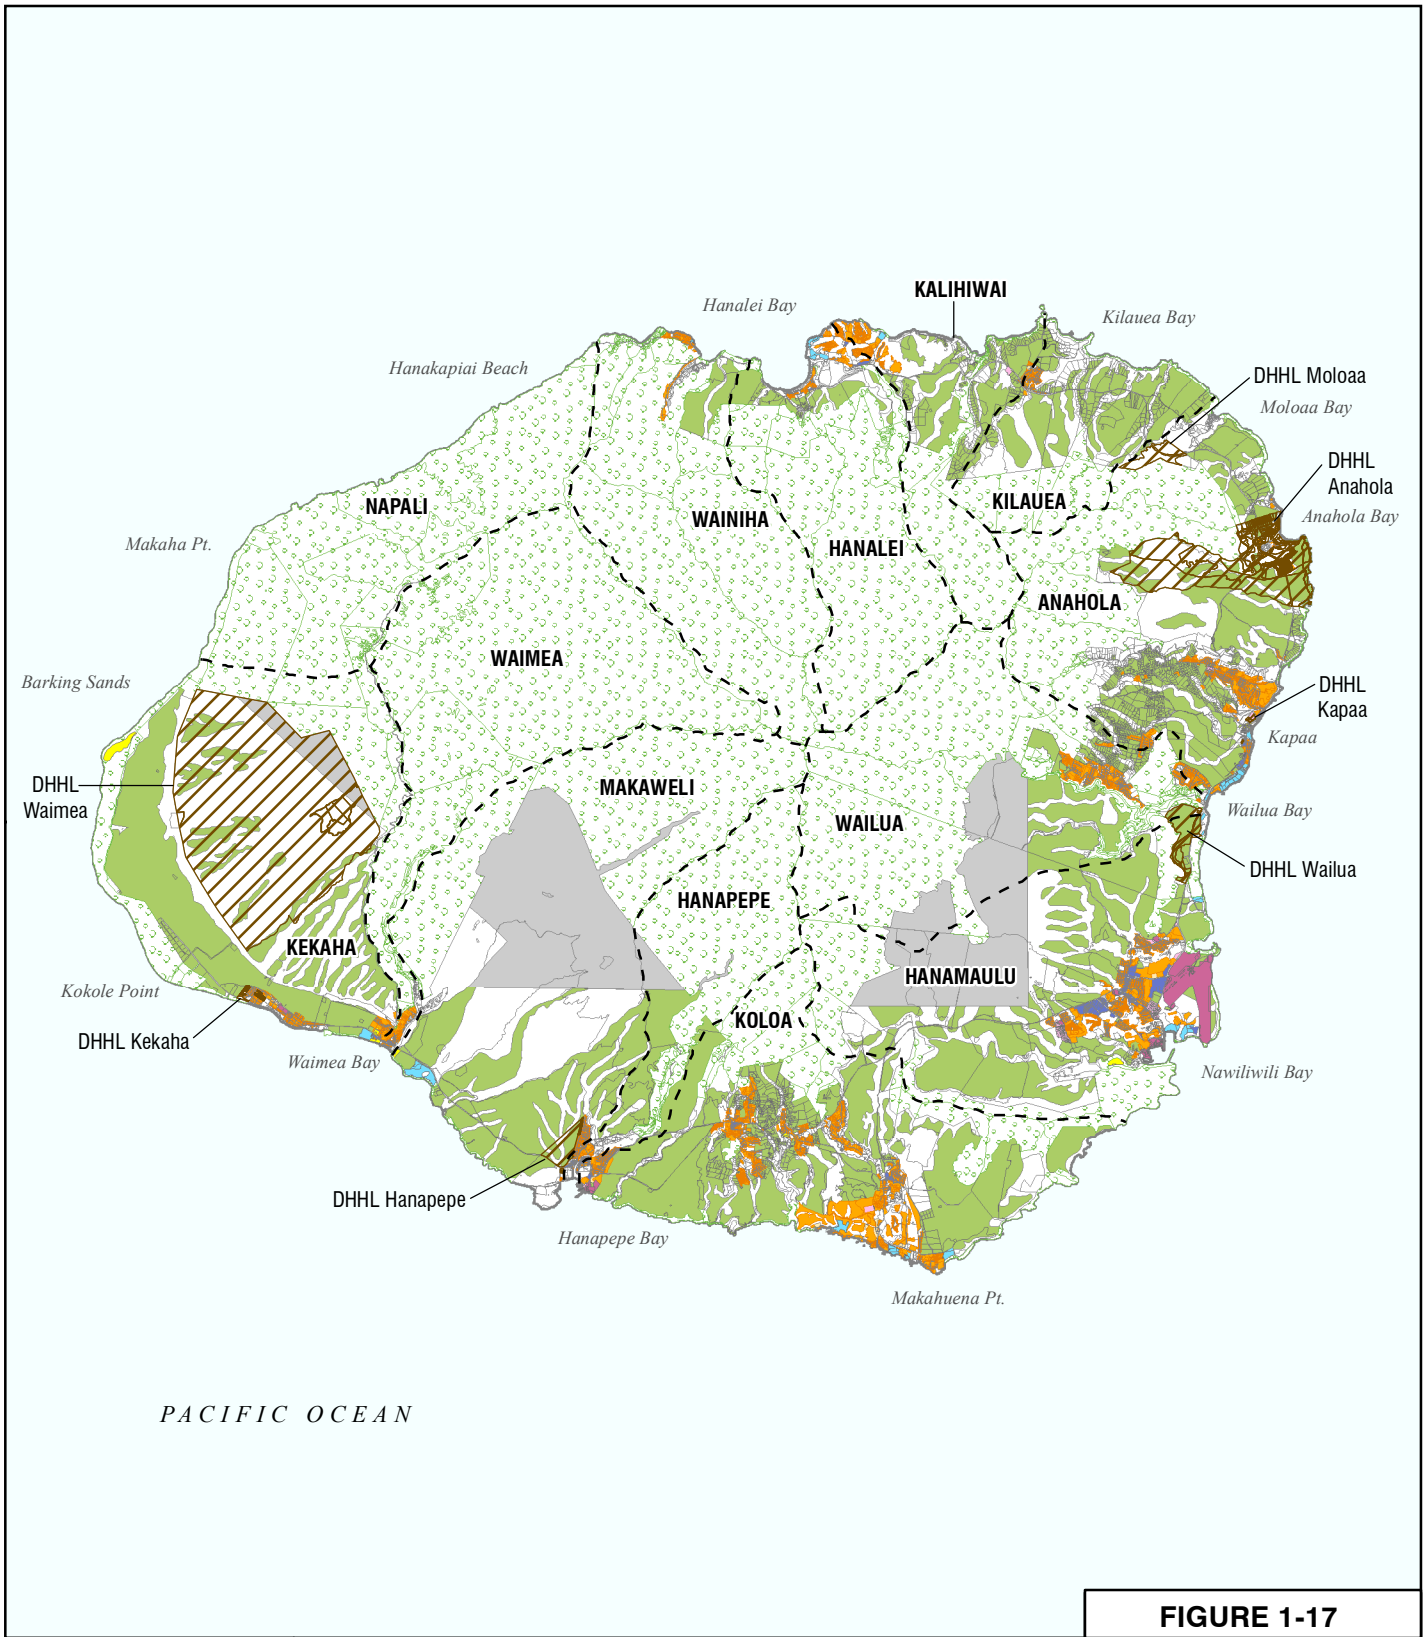 KALIHIWAI
Hanalei Bay
Kilauea Bay
Hanakapiai Beach
DHHL Moloaa
Moloaa Bay
DHHL
Anahola
NAPALI
WAINIHA
KILAUEA
Anahola Bay
Makaha Pt.
HANALEI
ANAHOLA
WAIMEA
Barking Sands
DHHL
Kapaa
Kapaa
DHHL
Waimea
MAKAWELI
WAILUA
Wailua Bay
DHHL Wailua
HANAPEPE
KEKAHA
HANAMAULU
Kokole Point
KOLOA
DHHL Kekaha
Waimea Bay
Nawiliwili Bay
DHHL Hanapepe
Hanapepe Bay
Makahuena Pt.
PACIFIC OCEAN
FIGURE 1-17